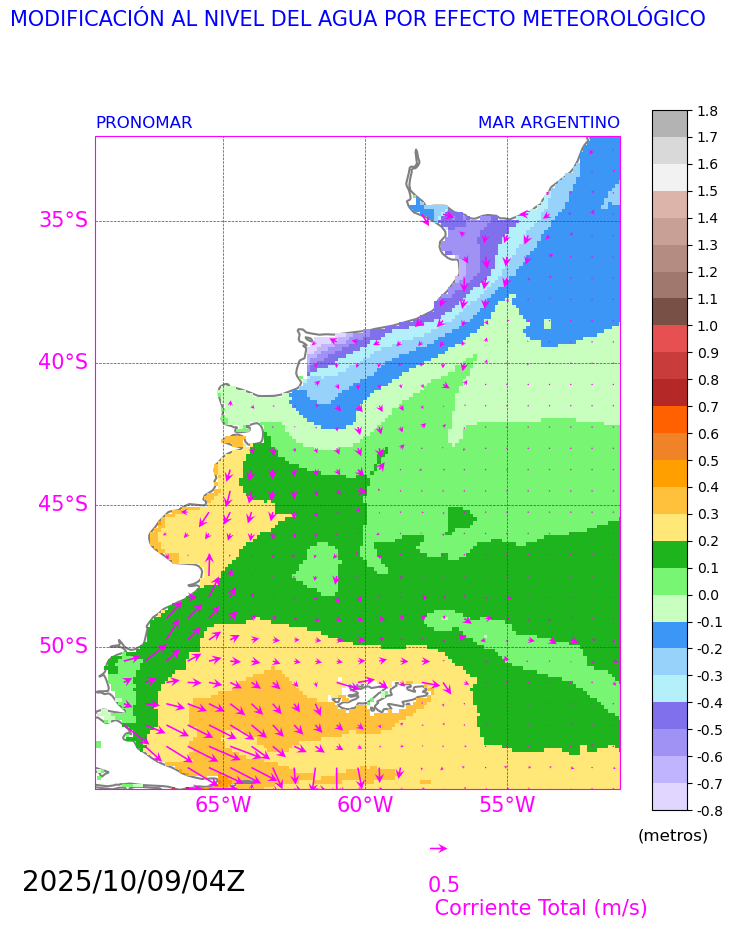 MODIFICACIÓN AL NIVEL DEL AGUA POR EFECTO METEOROLÓGICO
PRONOMAR MAR ARGENTINO
35°S
40°S
45°S
50°S
65°W 60°W 55°W
1.8
1.7
1.6
1.5
1.4
1.3
1.2
1.1
1.0
0.9
0.8
0.7
0.6
0.5
0.4
0.3
0.2
0.1
0.0
-0.1
-0.2
-0.3
-0.4
-0.5
-0.6
-0.7
-0.8
(metros)
2025/10/09/04Z
0.5
Corriente Total (m/s)